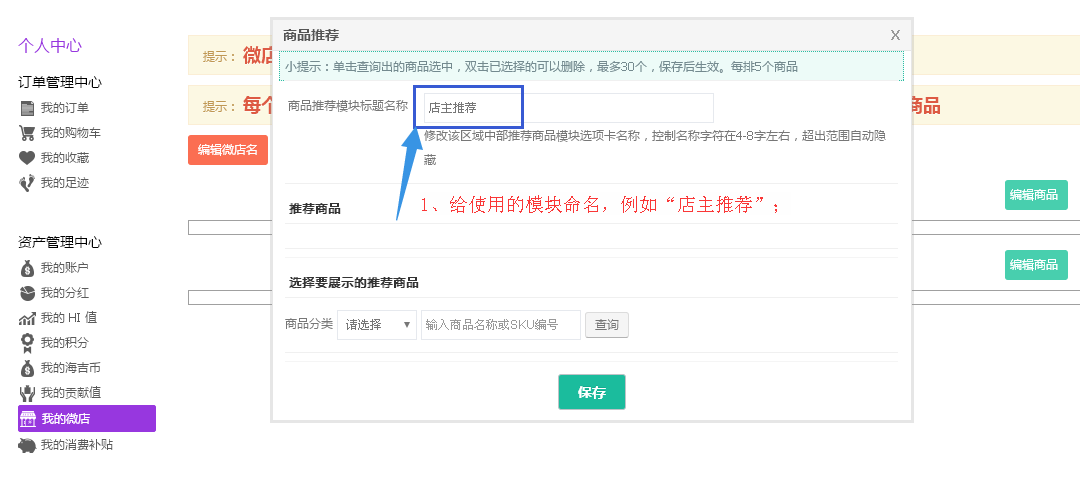 个人中心
订单管理中心
我的订单
我的购物车
我的收藏
我的足迹
资产管理中心
我的账户
我的分红
我的 HI 值
我的积分
我的海吉币
我的贡献值
我的微店
我的消费补贴
提示： 微店
提示： 每个
商品
编辑微店名
编辑商品
编辑商品
商品推荐 X
小提示：单击查询出的商品选中，双击已选择的可以删除，最多30个，保存后生效。每排5个商品
商品推荐模块标题名称 店主推荐
修改该区域中部推荐商品模块选项卡名称，控制名称字符在4-8字左右，超出范围自动隐
藏
推荐商品
1、给使用的模块命名，例如“店主推荐”；
选择要展示的推荐商品
商品分类 请选择 输入商品名称或SKU编号 查询
保存